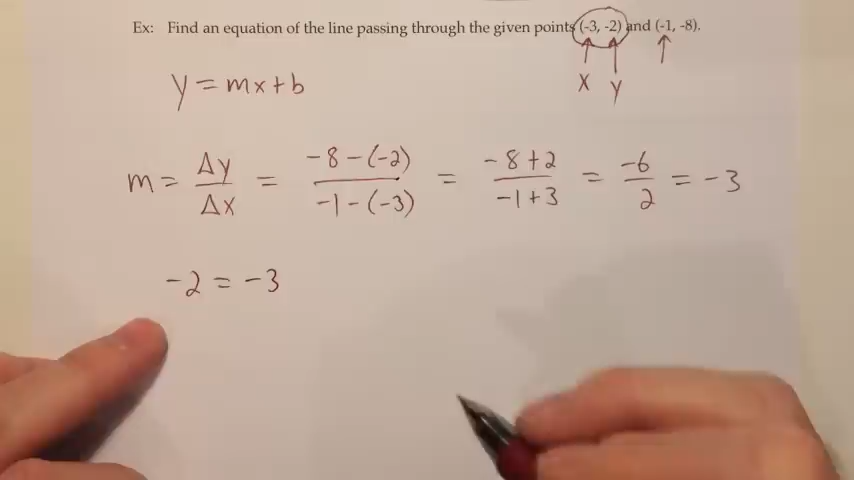 Ex: Find an equation of the line passing through the given points (-3, -2) and (-1, -8).
x y
y = mx + b
m = Δy/Δx = -8-(-2)/-1-(-3) = -8+2/-1+3 = -6/2 = -3
-2 = -3